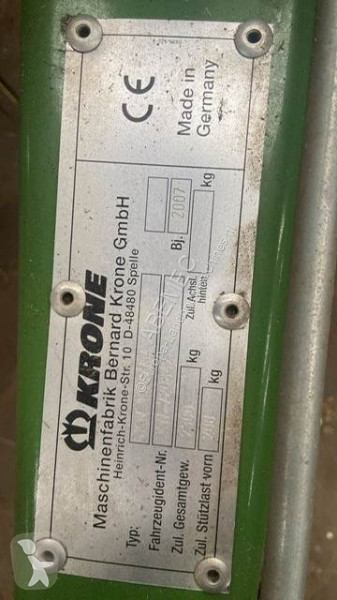 KRONE
Maschinenfabrik Bernard Krone GmbH
Heinrich-Krone-Str. 10 D-48480 Spelle
Typ:
Fahrzeugident-Nr.
Bj. 2007
Zul. Gesamtgew. kg
Zul. Achsl. hinten kg
Zul. Stützlast vorn kg
CE
Made in
Germany